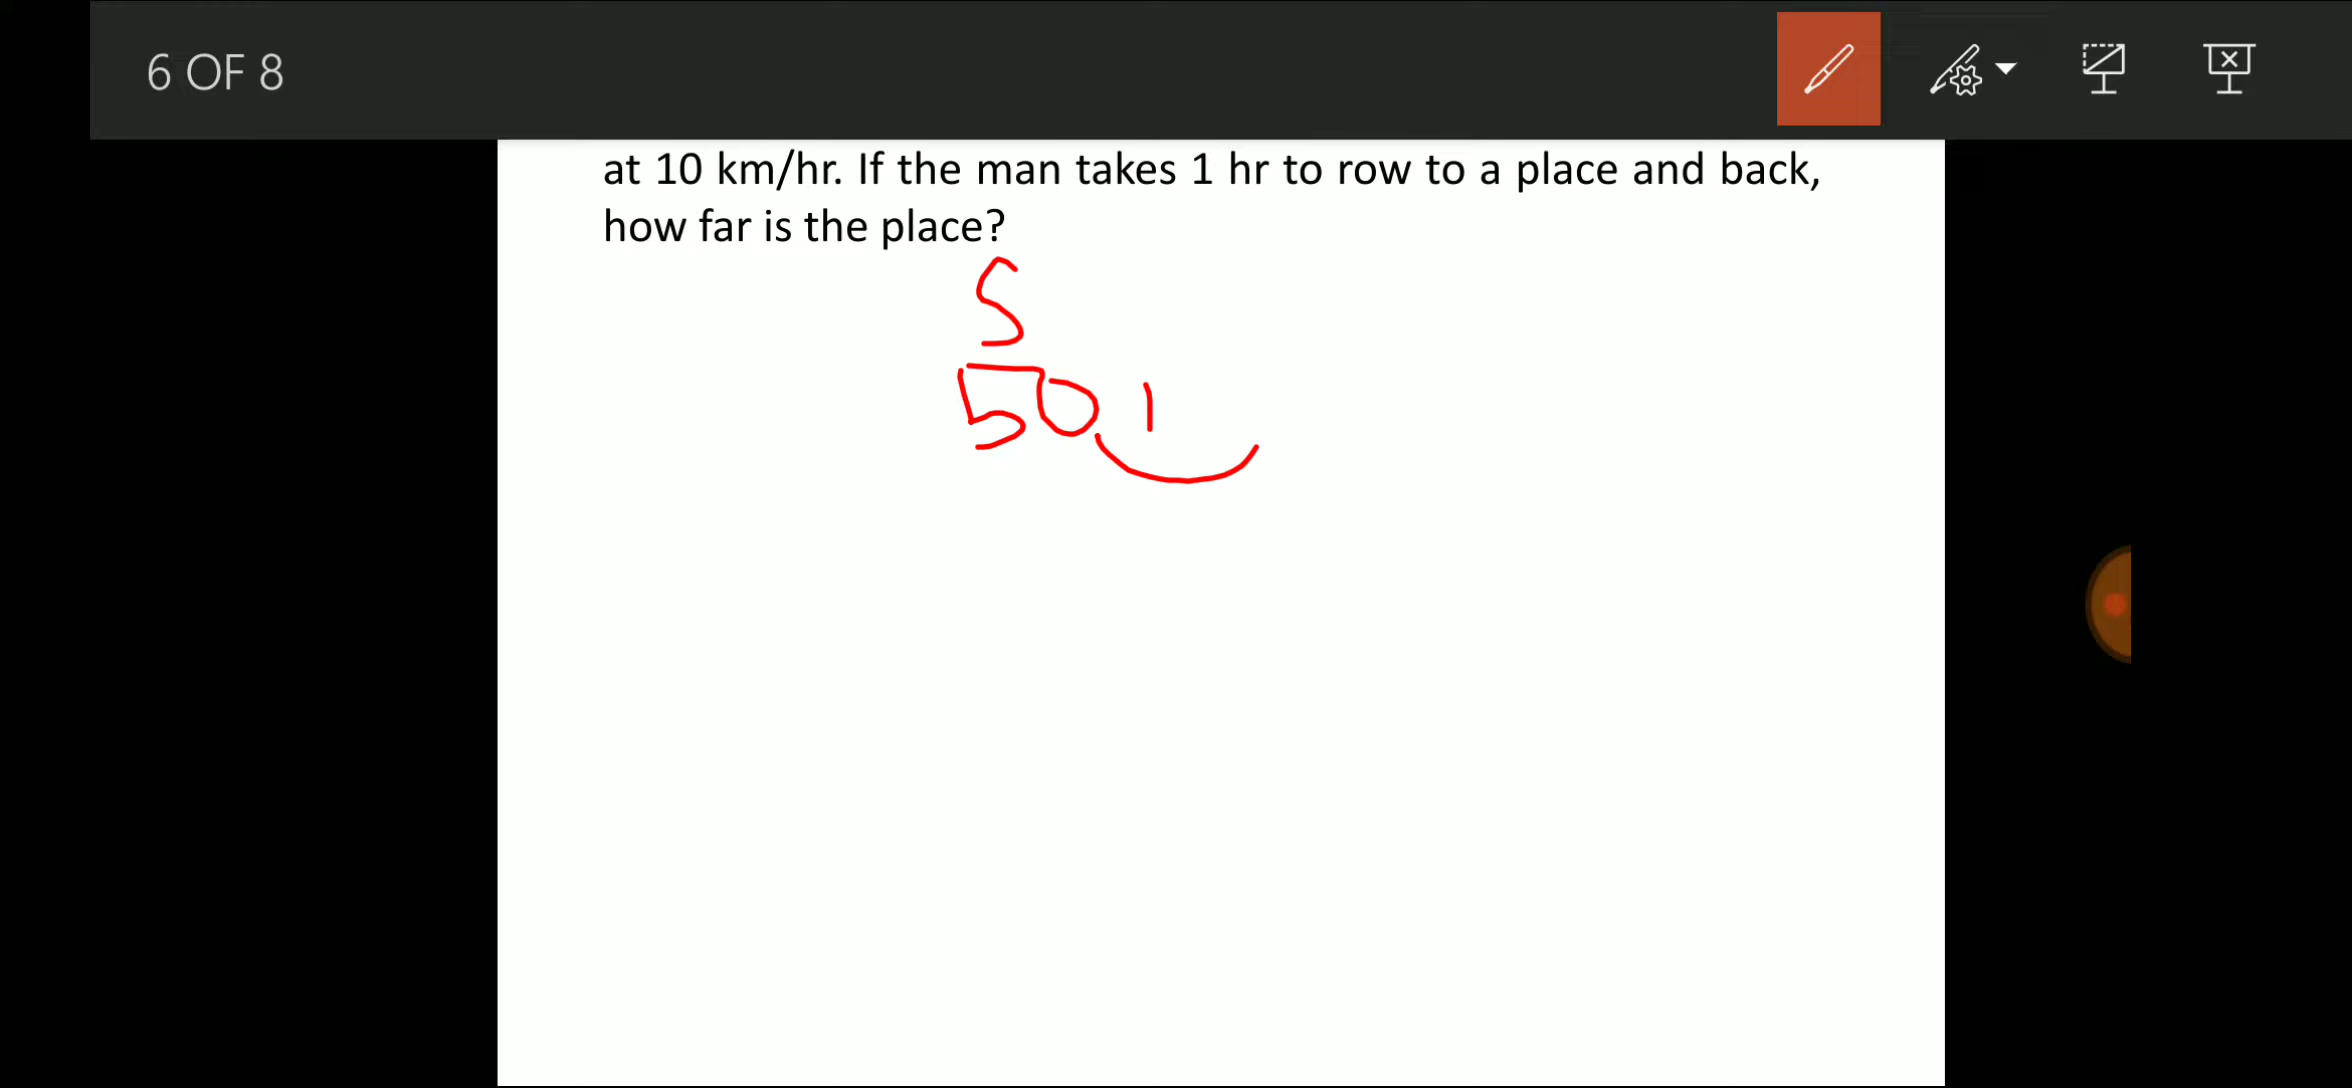 6 OF 8
at 10 km/hr. If the man takes 1 hr to row to a place and back,
how far is the place?
S
50 1